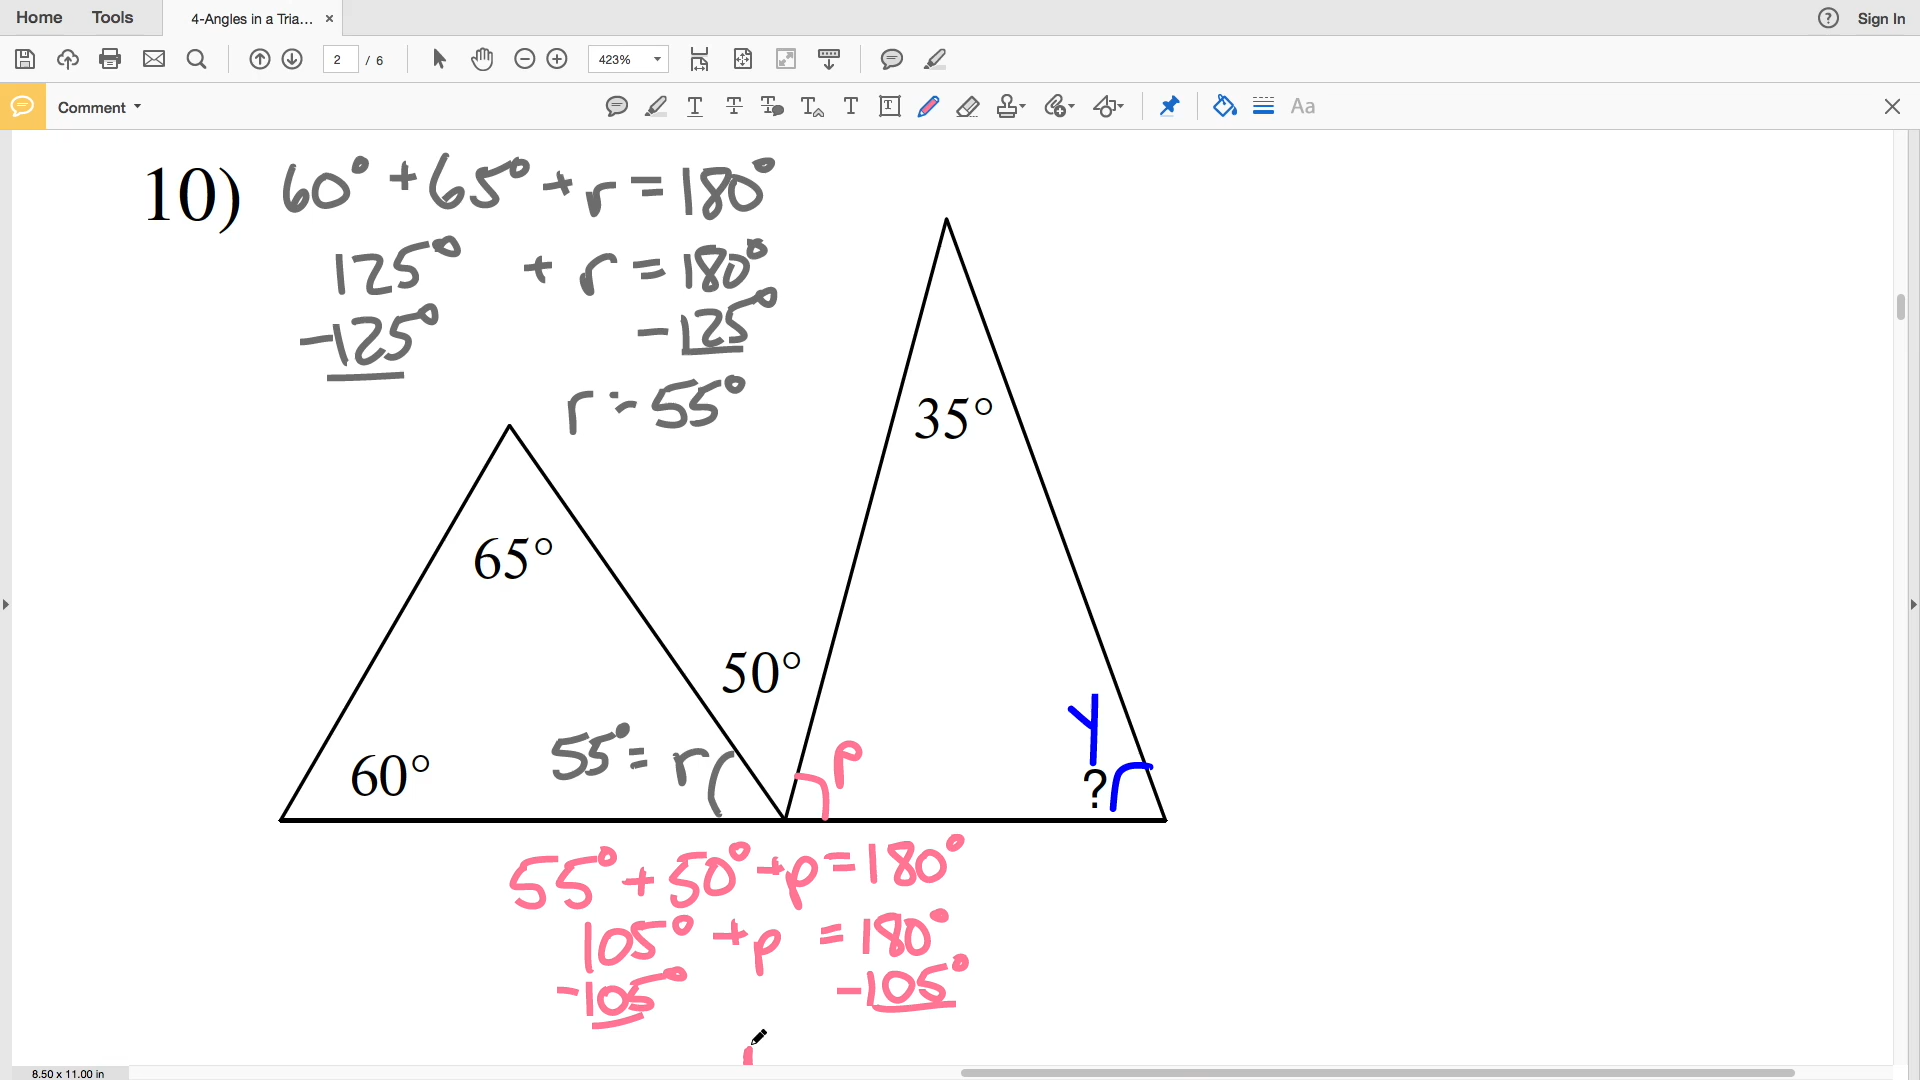 Home Tools 4-Angles in a Tria... × ? Sign In
2 / 6 423%
Comment T T T T T T Aa
10) 60° + 65° + r = 180°
125° + r = 180°
-125° -125°
r = 55°
35°
65°
50°
60° 55° = r p y ?
55° + 50° + p = 180°
105° + p = 180°
-105° -105°
8.50 x 11.00 in